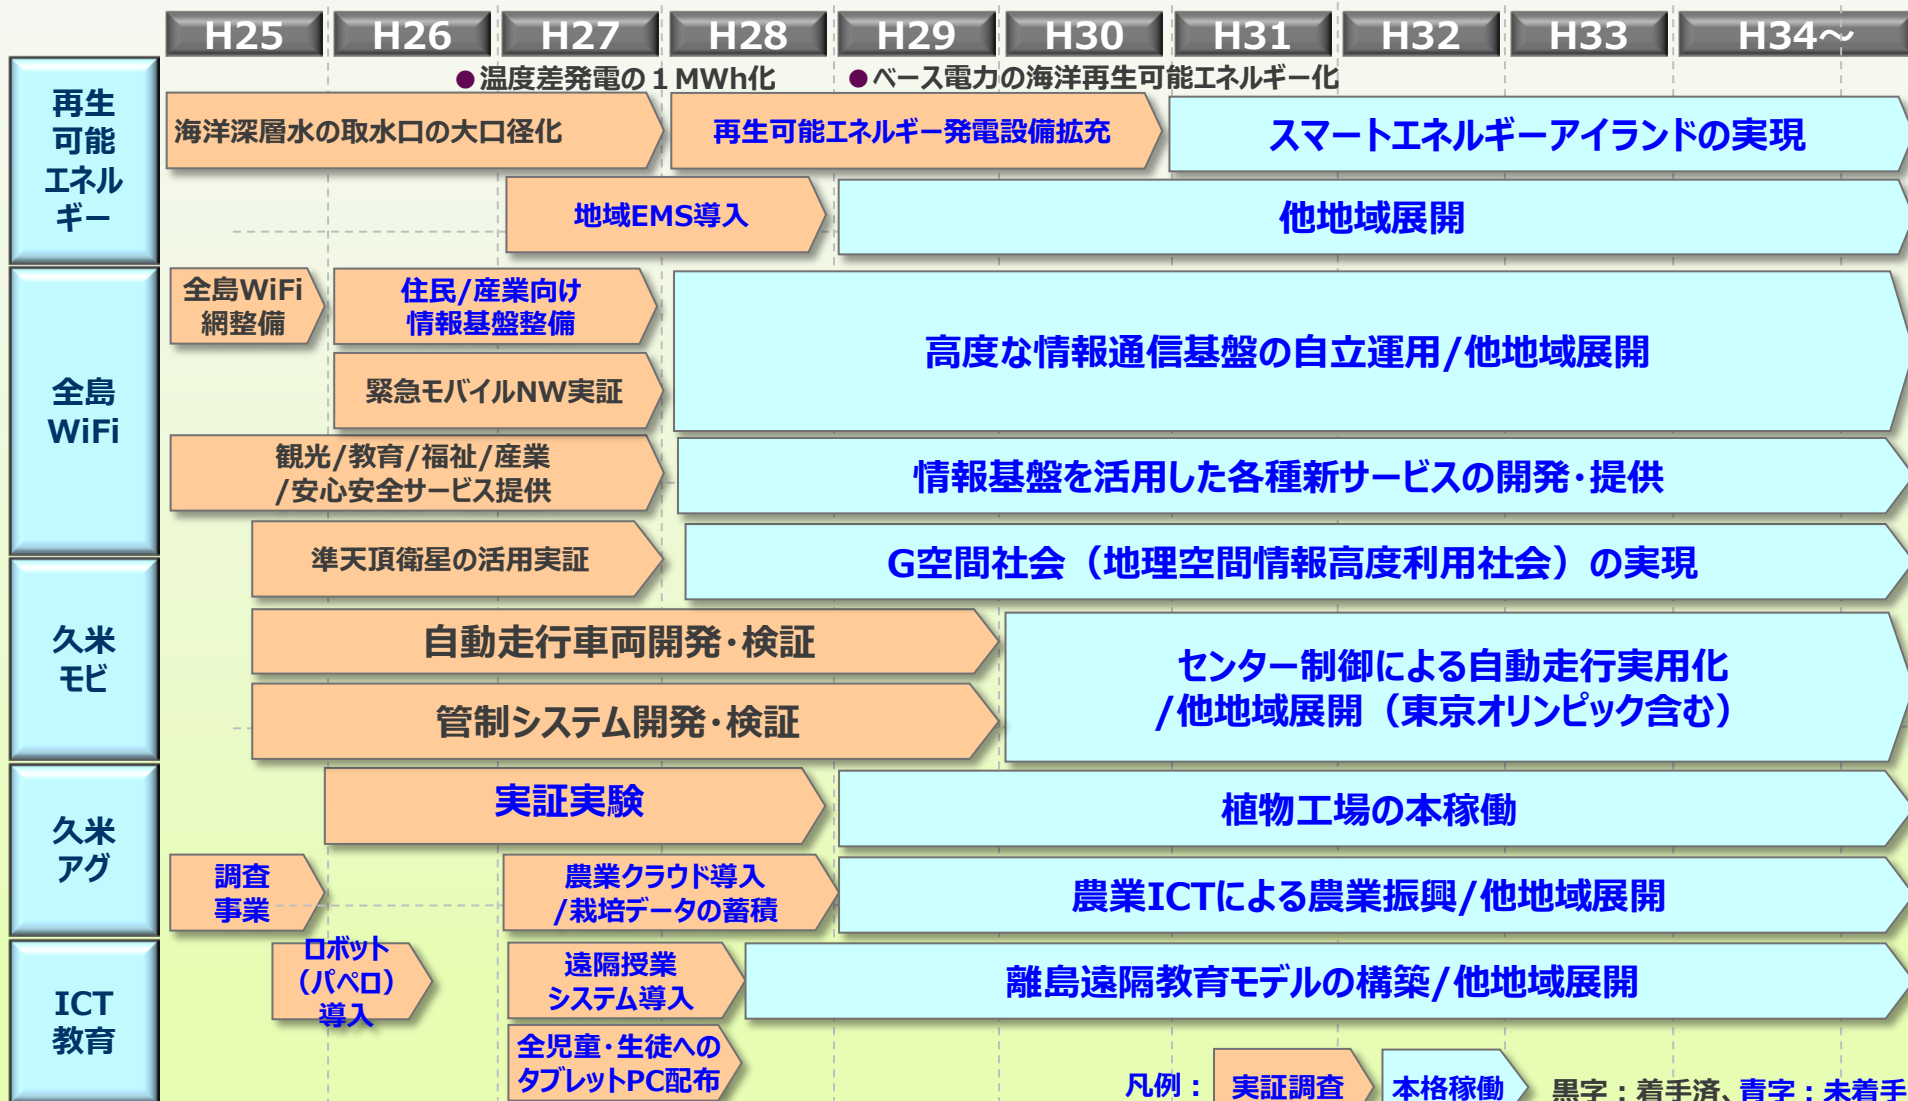 H25 H26 H27 H28 H29 H30 H31 H32 H33 H34～
●温度差発電の１MWh化 ●ベース電力の海洋再生可能エネルギー化
再生
可能
エネル
ギー
海洋深層水の取水口の大口径化
再生可能エネルギー発電設備拡充
スマートエネルギーアイランドの実現
地域EMS導入
他地域展開
全島
WiFi
全島WiFi
網整備
住民/産業向け
情報基盤整備
高度な情報通信基盤の自立運用/他地域展開
緊急モバイルNW実証
観光/教育/福祉/産業
/安心安全サービス提供
情報基盤を活用した各種新サービスの開発・提供
準天頂衛星の活用実証
G空間社会（地理空間情報高度利用社会）の実現
久米
モビ
自動走行車両開発・検証
管制システム開発・検証
センター制御による自動走行実用化
/他地域展開（東京オリンピック含む）
久米
アグ
実証実験
植物工場の本稼働
調査
事業
農業クラウド導入
/栽培データの蓄積
農業ICTによる農業振興/他地域展開
ICT
教育
ロボット
（パペロ）
導入
遠隔授業
システム導入
離島遠隔教育モデルの構築/他地域展開
全児童・生徒への
タブレットPC配布
凡例： 実証調査 本格稼働 黒字：着手済、青字：未着手